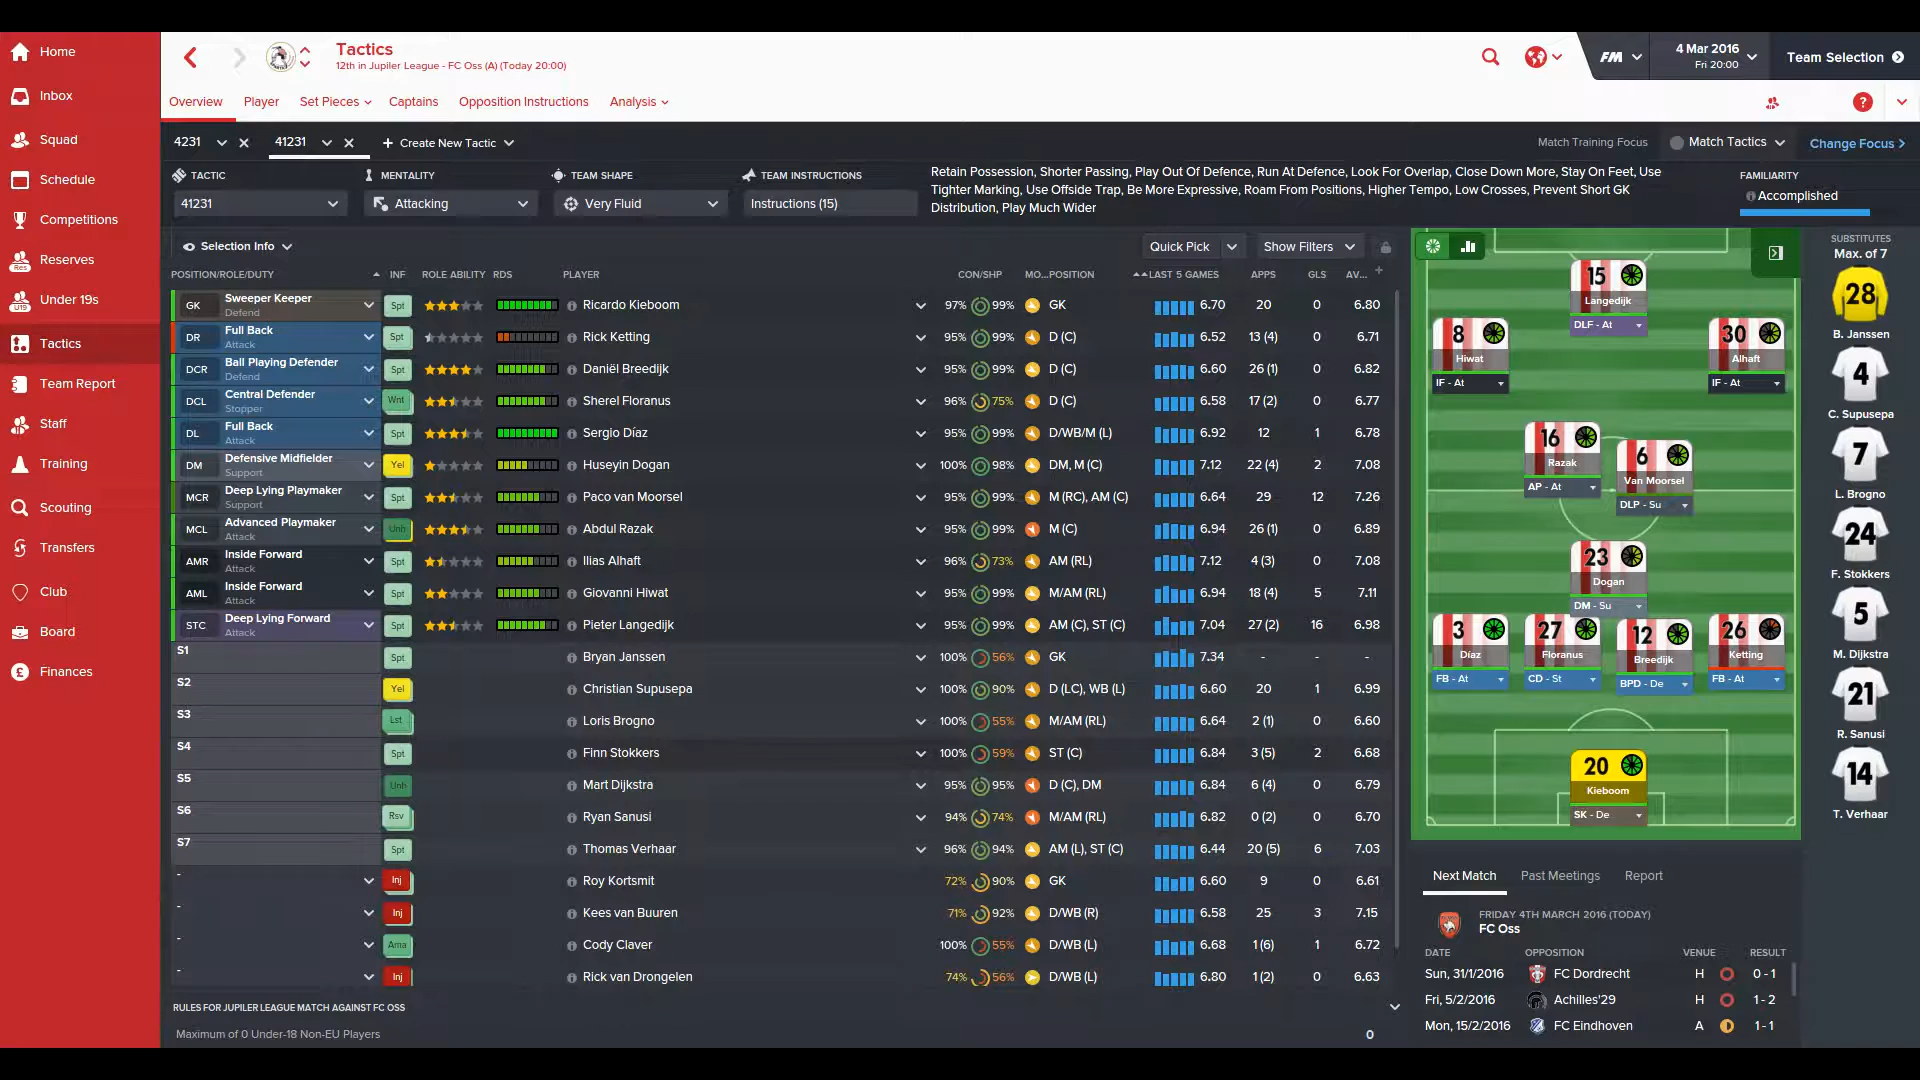 Home
Inbox
Squad
Schedule
Competitions
Reserves
Under 19s
Tactics
Team Report
Staff
Training
Scouting
Transfers
Club
Board
Finances
Tactics
12th in Jupiler League - FC Oss (A) (Today 20:00)
FM
4 Mar 2016
Fri 20:00
Team Selection
Overview Player Set Pieces Captains Opposition Instructions Analysis
4231 41231 Create New Tactic
Match Training Focus Match Tactics Change Focus
TACTIC MENTALITY TEAM SHAPE TEAM INSTRUCTIONS
41231 Attacking Very Fluid Instructions (15)
Retain Possession, Shorter Passing, Play Out Of Defence, Run At Defence, Look For Overlap, Close Down More, Stay On Feet, Use
Tighter Marking, Use Offside Trap, Be More Expressive, Roam From Positions, Higher Tempo, Low Crosses, Prevent Short GK
Distribution, Play Much Wider
FAMILIARITY
Accomplished
Selection Info Quick Pick Show Filters
POSITION/ROLE/DUTY INF ROLE ABILITY RDS PLAYER CON/SHP MO... POSITION LAST 5 GAMES APPS GLS AV...
GK Sweeper Keeper Defend Spt Ricardo Kieboom 97% 99% GK 6.70 20 0 6.80
DR Full Back Attack Spt Rick Ketting 95% 99% D (C) 6.52 13 (4) 0 6.71
DCR Ball Playing Defender Defend Spt Daniël Breedijk 95% 99% D (C) 6.60 26 (1) 0 6.82
DCL Central Defender Stopper Wnt Sherel Floranus 96% 75% D (C) 6.58 17 (2) 0 6.77
DL Full Back Attack Spt Sergio Díaz 95% 99% D/WB/M (L) 6.92 12 1 6.78
DM Defensive Midfielder Support Yel Huseyin Dogan 100% 98% DM, M (C) 7.12 22 (4) 2 7.08
MCR Deep Lying Playmaker Support Spt Paco van Moorsel 95% 99% M (RC), AM (C) 6.64 29 12 7.26
MCL Advanced Playmaker Attack Unh Abdul Razak 95% 99% M (C) 6.94 26 (1) 0 6.89
AMR Inside Forward Attack Spt Ilias Alhaft 96% 73% AM (RL) 7.12 4 (3) 0 7.08
AML Inside Forward Attack Spt Giovanni Hiwat 95% 99% M/AM (RL) 6.94 18 (4) 5 7.11
STC Deep Lying Forward Attack Spt Pieter Langedijk 95% 99% AM (C), ST (C) 7.04 27 (2) 16 6.98
S1 Spt Bryan Janssen 100% 56% GK 7.34 - - -
S2 Yel Christian Supusepa 100% 90% D (LC), WB (L) 6.60 20 1 6.99
S3 Lst Loris Brogno 100% 55% M/AM (RL) 6.64 2 (1) 0 6.60
S4 Spt Finn Stokkers 100% 59% ST (C) 6.84 3 (5) 2 6.68
S5 Unh Mart Dijkstra 95% 95% D (C), DM 6.84 6 (4) 0 6.79
S6 Rsv Ryan Sanusi 94% 74% M/AM (RL) 6.82 0 (2) 0 6.70
S7 Spt Thomas Verhaar 96% 94% AM (L), ST (C) 6.44 20 (5) 6 7.03
- Inj Roy Kortsmit 72% 90% GK 6.60 9 0 6.61
- Inj Kees van Buuren 71% 92% D/WB (R) 6.58 25 3 7.15
- Ama Cody Claver 100% 55% D/WB (L) 6.68 1 (6) 1 6.72
- Inj Rick van Drongelen 74% 56% D/WB (L) 6.80 1 (2) 0 6.63
RULES FOR JUPILER LEAGUE MATCH AGAINST FC OSS
Maximum of 0 Under-18 Non-EU Players 0
15
Langedijk
DLF - At
8
Hiwat
IF - At
30
Alhaft
IF - At
16
Razak
AP - At
6
Van Moorsel
DLP - Su
23
Dogan
DM - Su
3
Díaz
FB - At
27
Floranus
CD - St
12
Breedijk
BPD - De
26
Ketting
FB - At
20
Kieboom
SK - De
SUBSTITUTES
Max. of 7
28
B. Janssen
4
C. Supusepa
7
L. Brogno
24
F. Stokkers
5
M. Dijkstra
21
R. Sanusi
14
T. Verhaar
Next Match Past Meetings Report
FRIDAY 4TH MARCH 2016 (TODAY)
FC Oss
DATE OPPOSITION VENUE RESULT
Sun, 31/1/2016 FC Dordrecht H 0 - 1
Fri, 5/2/2016 Achilles'29 H 1 - 2
Mon, 15/2/2016 FC Eindhoven A 1 - 1